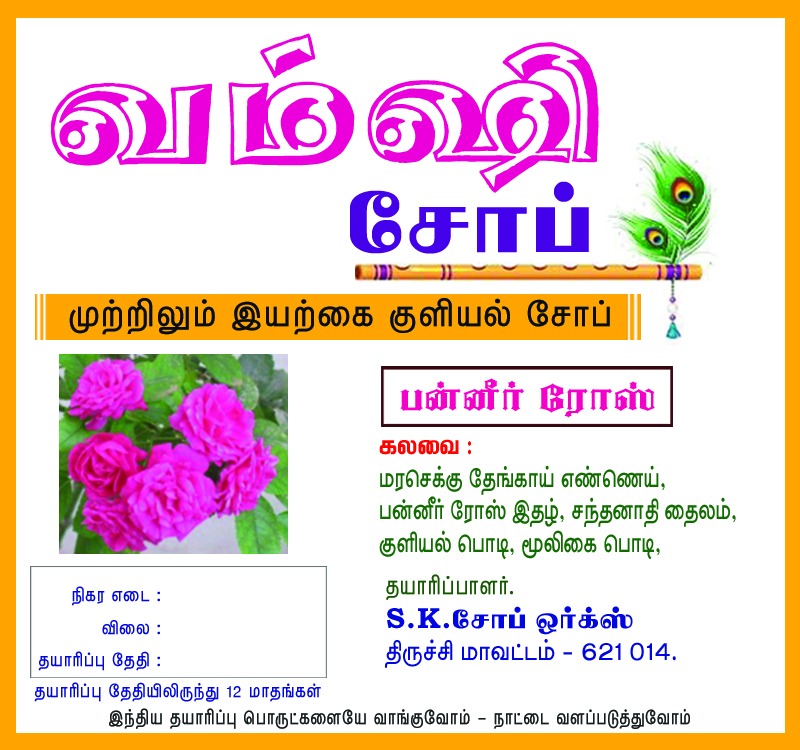 வம்ஷி
சோப்
முற்றிலும் இயற்கை குளியல் சோப்
பன்னீர் ரோஸ்
கலவை :
மரசெக்கு தேங்காய் எண்ணெய்,
பன்னீர் ரோஸ் இதழ், சந்தனாதி தைலம்,
குளியல் பொடி, மூலிகை பொடி,
தயாரிப்பாளர்.
S.K.சோப் ஒர்க்ஸ்
திருச்சி மாவட்டம் - 621 014.
நிகர எடை :
விலை :
தயாரிப்பு தேதி :
தயாரிப்பு தேதியிலிருந்து 12 மாதங்கள்
இந்திய தயாரிப்பு பொருட்களையே வாங்குவோம் - நாட்டை வளப்படுத்துவோம்